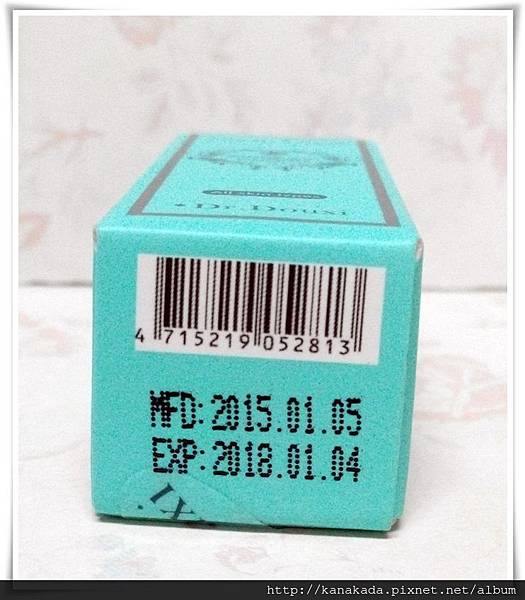 All skin types
Dr. Douxi
4 715219 052813
MFD: 2015.01.05
EXP: 2018.01.04
IX
http://kanakada.pixnet.net/album